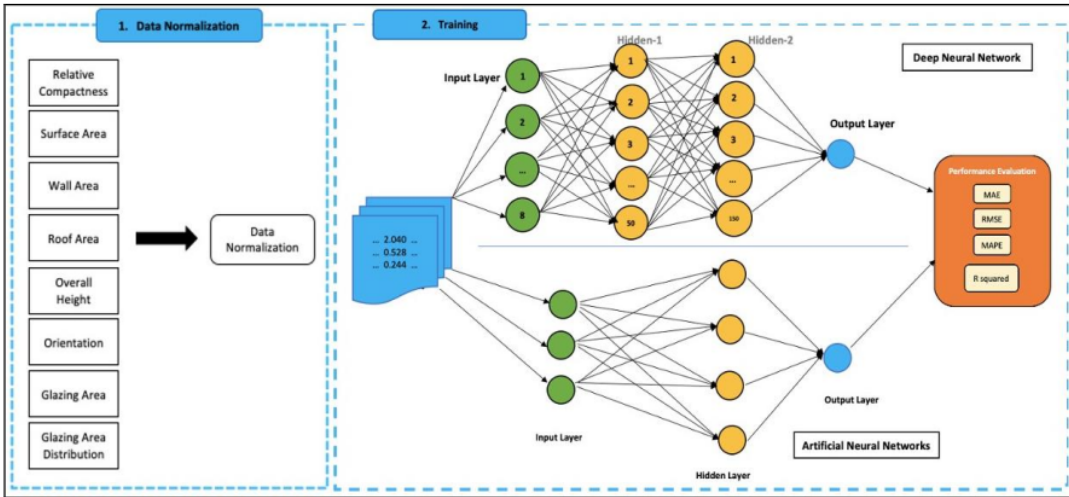 1. Data Normalization
Relative
Compactness
Surface Area
Wall Area
Roof Area
Overall
Height
Orientation
Glazing Area
Glazing Area
Distribution
Data
Normalization
2. Training
Hidden-1
Hidden-2
Input Layer
Deep Neural Network
1
2
...
8
1
2
3
...
50
1
2
3
...
150
Output Layer
... 2.040 ...
... 0.528 ...
... 0.244 ...
Performance Evaluation
MAE
RMSE
MAPE
R squared
Input Layer
Hidden Layer
Output Layer
Artificial Neural Networks